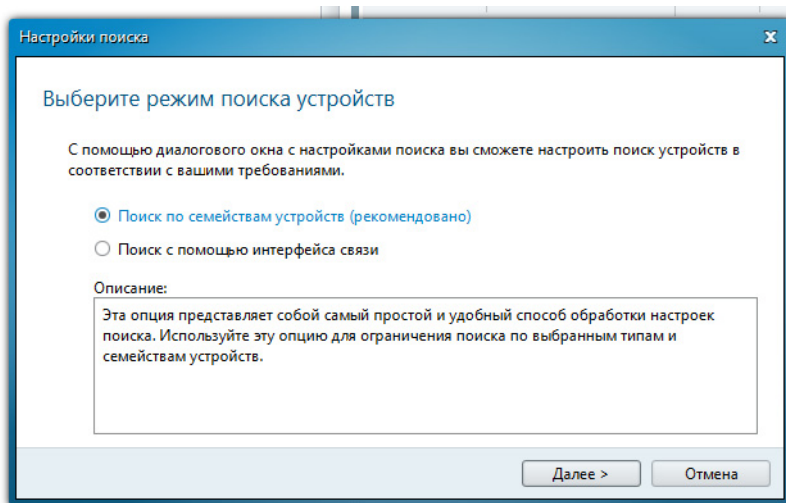 Настройки поиска
Выберите режим поиска устройств
С помощью диалогового окна с настройками поиска вы сможете настроить поиск устройств в
соответствии с вашими требованиями.
Поиск по семействам устройств (рекомендовано)
Поиск с помощью интерфейса связи
Описание:
Эта опция представляет собой самый простой и удобный способ обработки настроек
поиска. Используйте эту опцию для ограничения поиска по выбранным типам и
семействам устройств.
Далее >
Отмена